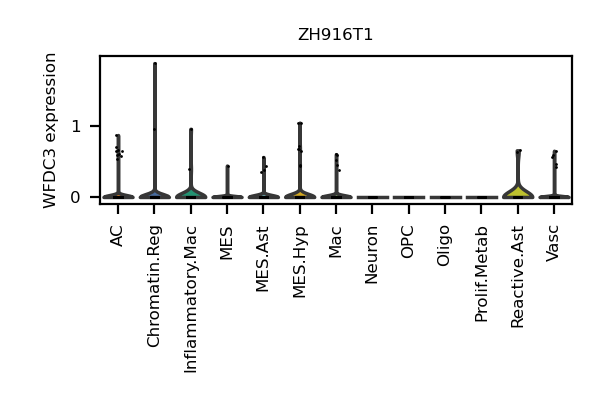 ZH916T1
WFDC3 expression
1
0
AC
Chromatin.Reg
Inflammatory.Mac
MES
MES.Ast
MES.Hyp
Mac
Neuron
OPC
Oligo
Prolif.Metab
Reactive.Ast
Vasc